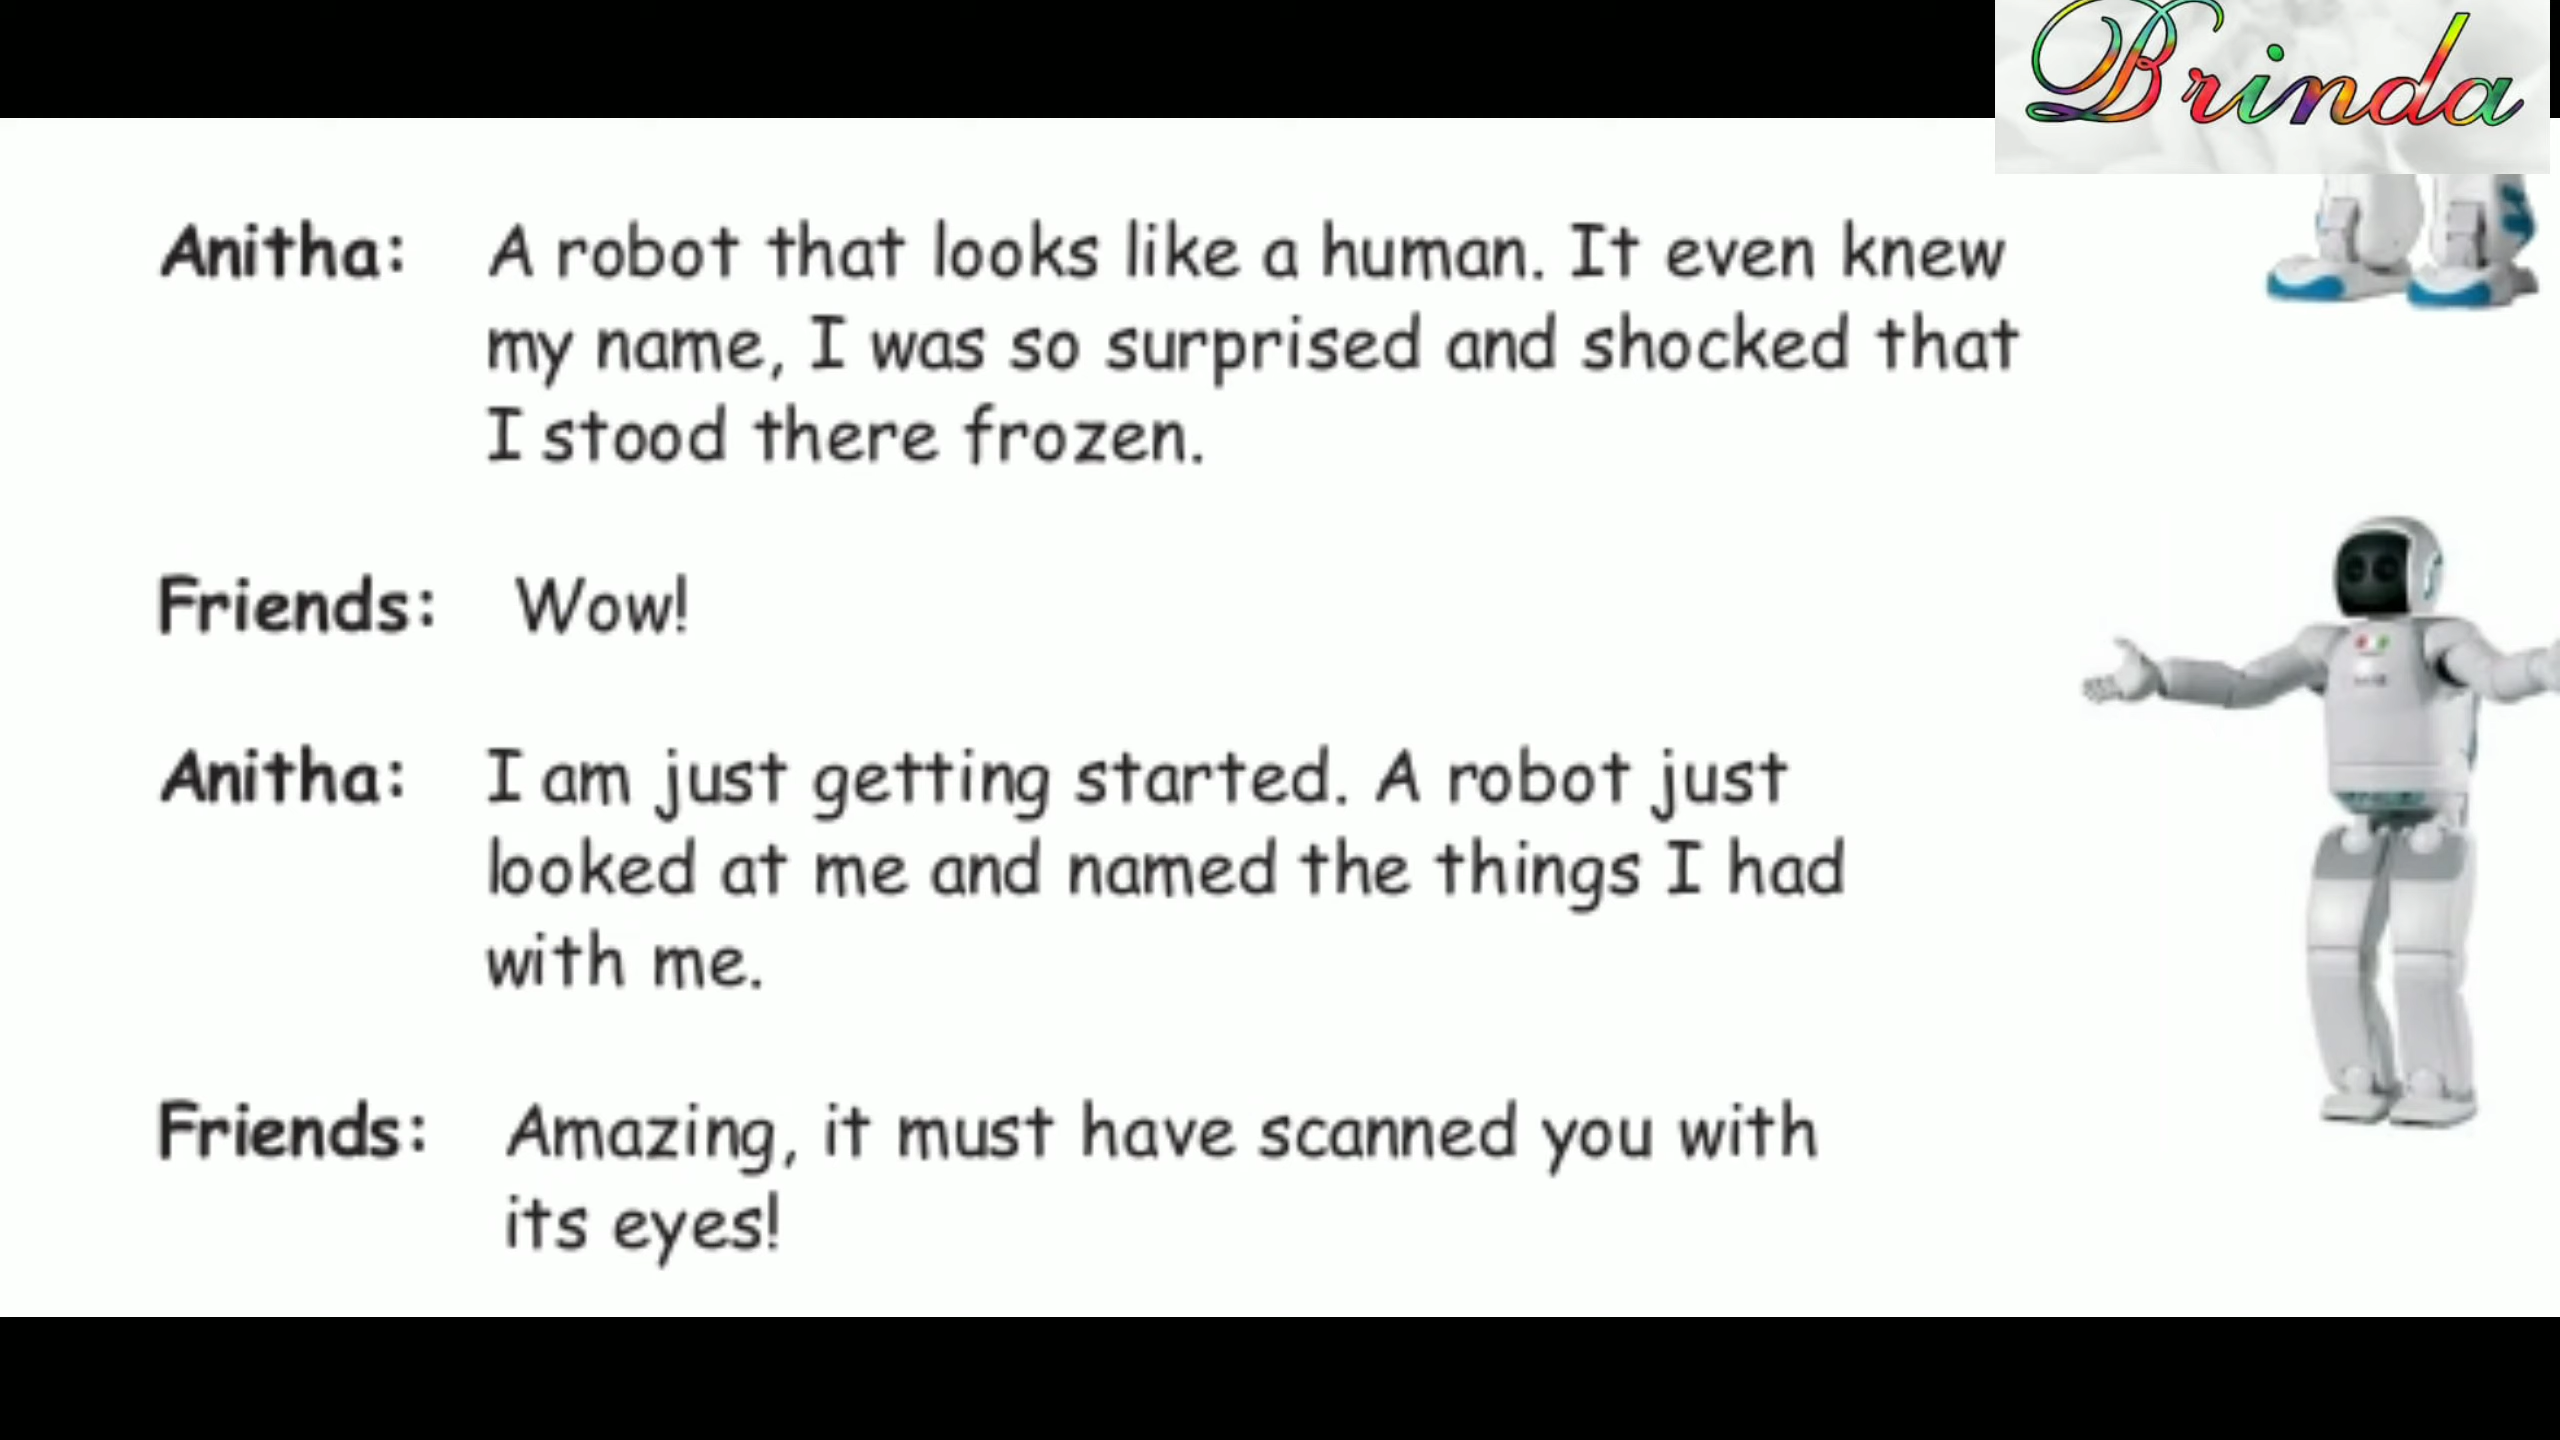 Brinda
Anitha: A robot that looks like a human. It even knew
my name, I was so surprised and shocked that
I stood there frozen.
Friends: Wow!
Anitha: I am just getting started. A robot just
looked at me and named the things I had
with me.
Friends: Amazing, it must have scanned you with
its eyes!